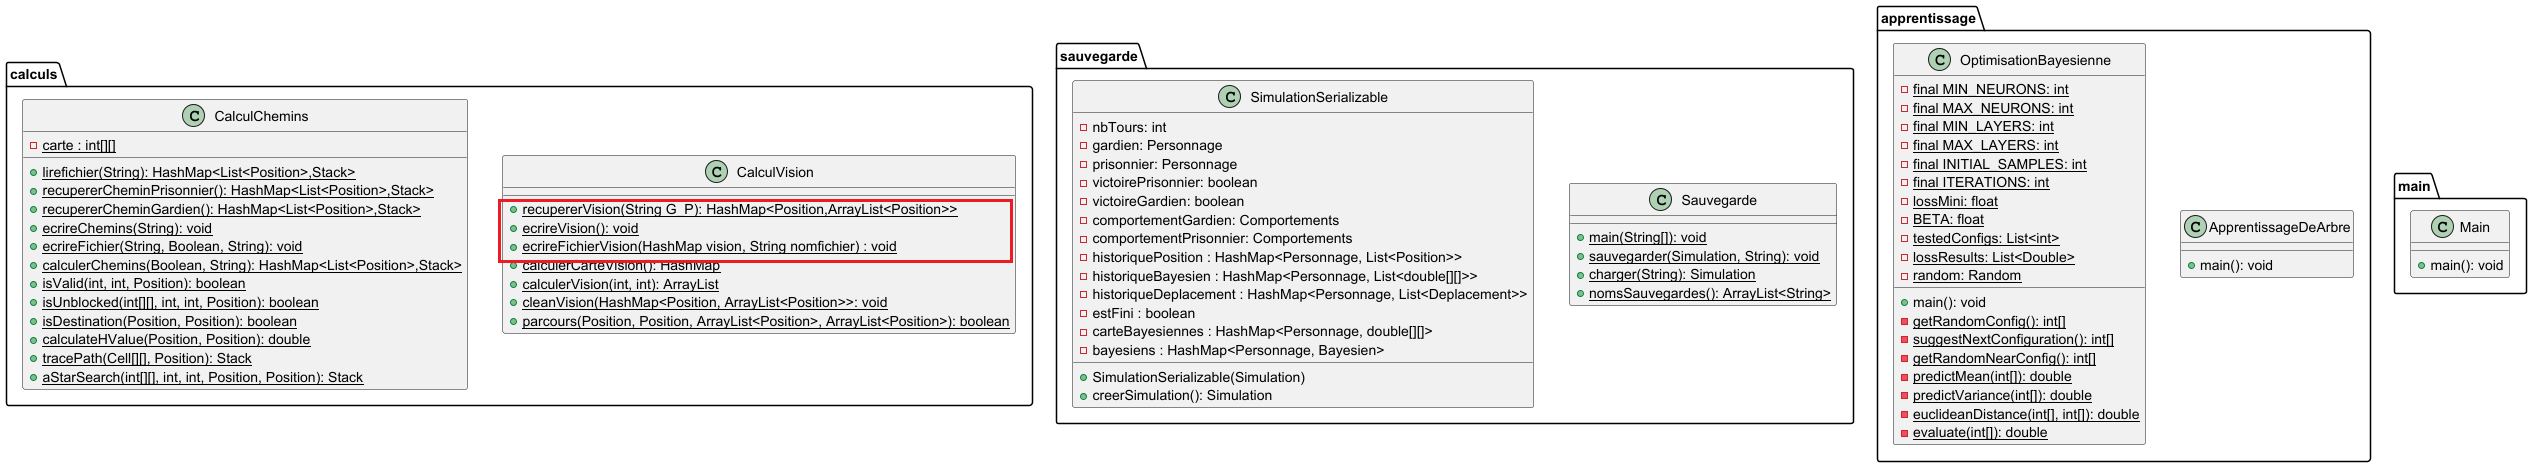 calculs
C CalculChemins
carte : int[][]
lirefichier(String): HashMap<List<Position>,Stack>
recupererCheminPrisonnier(): HashMap<List<Position>,Stack>
recupererCheminGardien(): HashMap<List<Position>,Stack>
ecrireChemins(String): void
ecrireFichier(String, Boolean, String): void
calculerChemins(Boolean, String): HashMap<List<Position>,Stack>
isValid(int, int, Position): boolean
isUnblocked(int[][], int, int, Position): boolean
isDestination(Position, Position): boolean
calculateHValue(Position, Position): double
tracePath(Cell[][], Position): Stack
aStarSearch(int[][], int, int, Position, Position): Stack
C CalculVision
recupererVision(String G_P): HashMap<Position,ArrayList<Position>>
ecrireVision(): void
ecrireFichierVision(HashMap vision, String nomfichier) : void
calculerCarteVision(): HashMap
calculerVision(int, int): ArrayList
cleanVision(HashMap<Position, ArrayList<Position>>: void
parcours(Position, Position, ArrayList<Position>, ArrayList<Position>): boolean
sauvegarde
C SimulationSerializable
nbTours: int
gardien: Personnage
prisonnier: Personnage
victoirePrisonnier: boolean
victoireGardien: boolean
comportementGardien: Comportements
comportementPrisonnier: Comportements
historiquePosition : HashMap<Personnage, List<Position>>
historiqueBayesien : HashMap<Personnage, List<double[][]>>
historiqueDeplacement : HashMap<Personnage, List<Deplacement>>
estFini : boolean
carteBayesiennes : HashMap<Personnage, double[][]>
bayesiens : HashMap<Personnage, Bayesien>
SimulationSerializable(Simulation)
creerSimulation(): Simulation
C Sauvegarde
main(String[]): void
sauvegarder(Simulation, String): void
charger(String): Simulation
nomsSauvegardes(): ArrayList<String>
apprentissage
C OptimisationBayesienne
final MIN_NEURONS: int
final MAX_NEURONS: int
final MIN_LAYERS: int
final MAX_LAYERS: int
final INITIAL_SAMPLES: int
final ITERATIONS: int
lossMini: float
BETA: float
testedConfigs: List<int>
lossResults: List<Double>
random: Random
main(): void
getRandomConfig(): int[]
suggestNextConfiguration(): int[]
getRandomNearConfig(): int[]
predictMean(int[]): double
predictVariance(int[]): double
euclideanDistance(int[], int[]): double
evaluate(int[]): double
C ApprentissageDeArbre
main(): void
main
C Main
main(): void